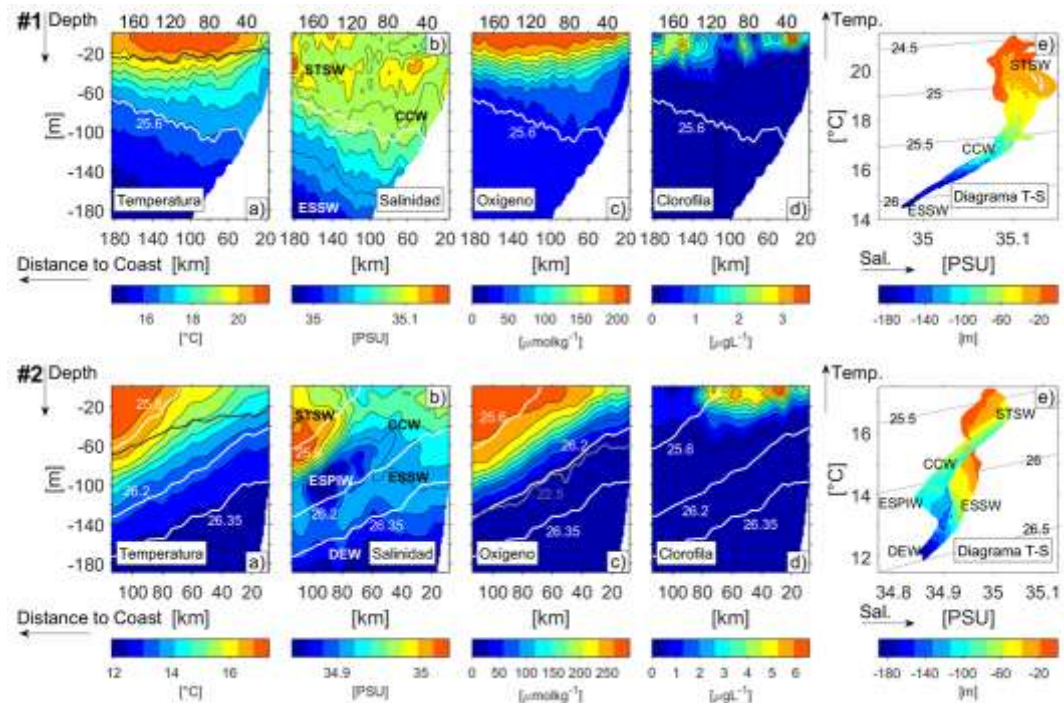 #1 Depth 160 120 80 40 160 120 80 40 160 120 80 40 160 120 80 40 Temp.
b) e)
-20 24.5
STSW STSW
20
-60 25
[m] [°C]
25.6 CCW 18
-100 25.5
CCW
-140 16
Temperatura a) Salinidad Oxígeno c) Clorofila d) 26 Diagrama T-S
-180 ESSW 14 ESSW
180 140 100 60 20 180 140 100 60 20 180 140 100 60 20 180 140 100 60 20 35 35.1
Distance to Coast [km] [km] [km] [km] Sal. [PSU]
16 18 20 35 35.1 0 50 100 150 200 0 1 2 3 -180 -140 -100 -60 -20
[°C] [PSU] [µmolkg⁻¹] [µgL⁻¹] [m]
#2 Depth Temp.
b) e)
25.6 25.5
-20 STSW CCW STSW
25.6 16
-60 25.6 26.2 25.8 CCW
[m] [°C] 26
ESPIW ESSW 14 ESPIW
-100 26.2 26.2 22.5 26.2 ESSW
26.35 26.35 26.35 26.35 26.5
-140 DEW
Temperatura a) DEW Salinidad Oxígeno c) Clorofila d) 12 Diagrama T-S
-180
100 80 60 40 20 100 80 60 40 20 100 80 60 40 20 100 80 60 40 20 34.8 34.9 35 35.1
Distance to Coast [km] [km] [km] [km] Sal. [PSU]
12 14 16 34.9 35 0 50 100 150 200 250 0 1 2 3 4 5 6 -180 -140 -100 -60 -20
[°C] [PSU] [µmolkg⁻¹] [µgL⁻¹] [m]